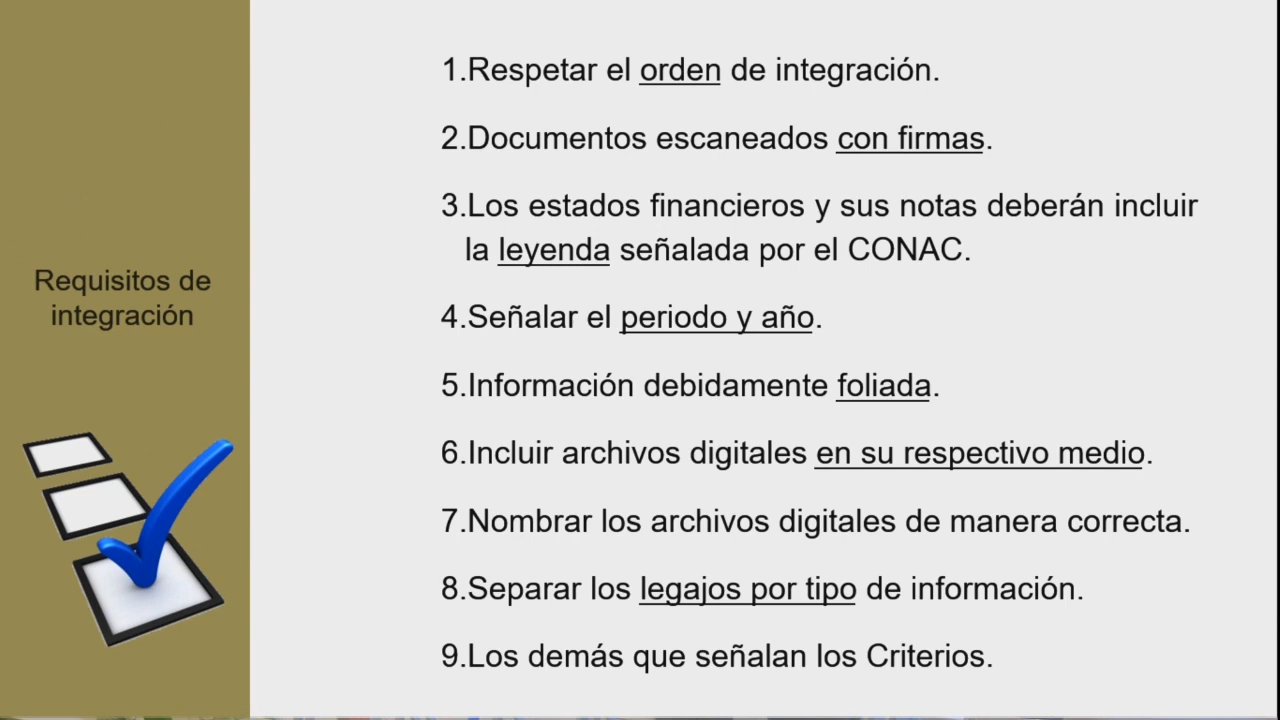 Requisitos de
integración
1.Respetar el orden de integración.
2.Documentos escaneados con firmas.
3.Los estados financieros y sus notas deberán incluir
la leyenda señalada por el CONAC.
4.Señalar el periodo y año.
5.Información debidamente foliada.
6.Incluir archivos digitales en su respectivo medio.
7.Nombrar los archivos digitales de manera correcta.
8.Separar los legajos por tipo de información.
9.Los demás que señalan los Criterios.